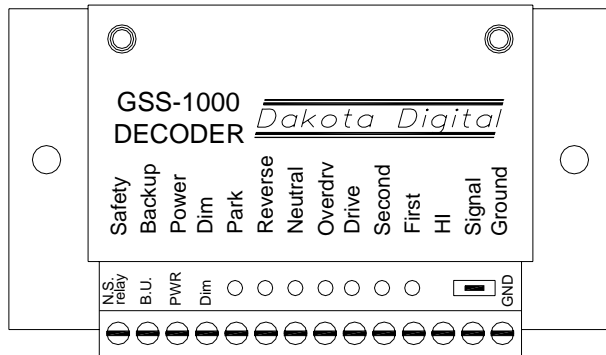 GSS-1000
DECODER
Dakota Digital
Safety
Backup
Power
Dim
Park
Reverse
Neutral
Overdrv
Drive
Second
First
HI
Signal
Ground
N.S.
relay
B.U.
PWR
Dim
GND